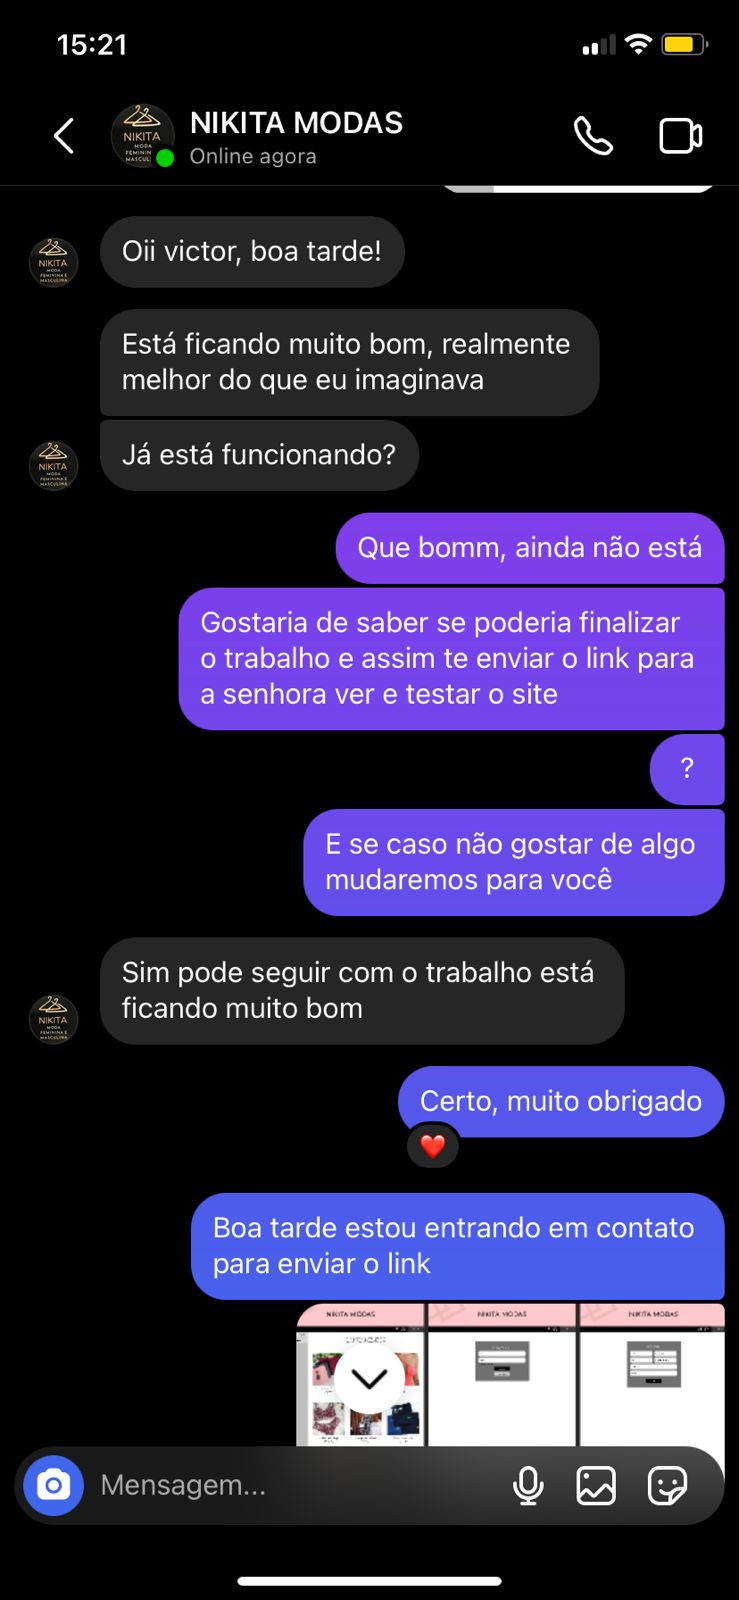 15:21
NIKITA MODAS
Online agora
NIKITA
MODA
Oii victor, boa tarde!
NIKITA
MODA
FEMININA E
MASCULINA
Está ficando muito bom, realmente
melhor do que eu imaginava
Já está funcionando?
NIKITA
MODA
FEMININA E
MASCULINA
Que bomm, ainda não está
Gostaria de saber se poderia finalizar
o trabalho e assim te enviar o link para
a senhora ver e testar o site
?
E se caso não gostar de algo
mudaremos para você
Sim pode seguir com o trabalho está
ficando muito bom
NIKITA
MODA
FEMININA E
MASCULINA
Certo, muito obrigado
Boa tarde estou entrando em contato
para enviar o link
NIKITA MODAS
NIKITA MODAS
NIKITA MODAS
Mensagem...